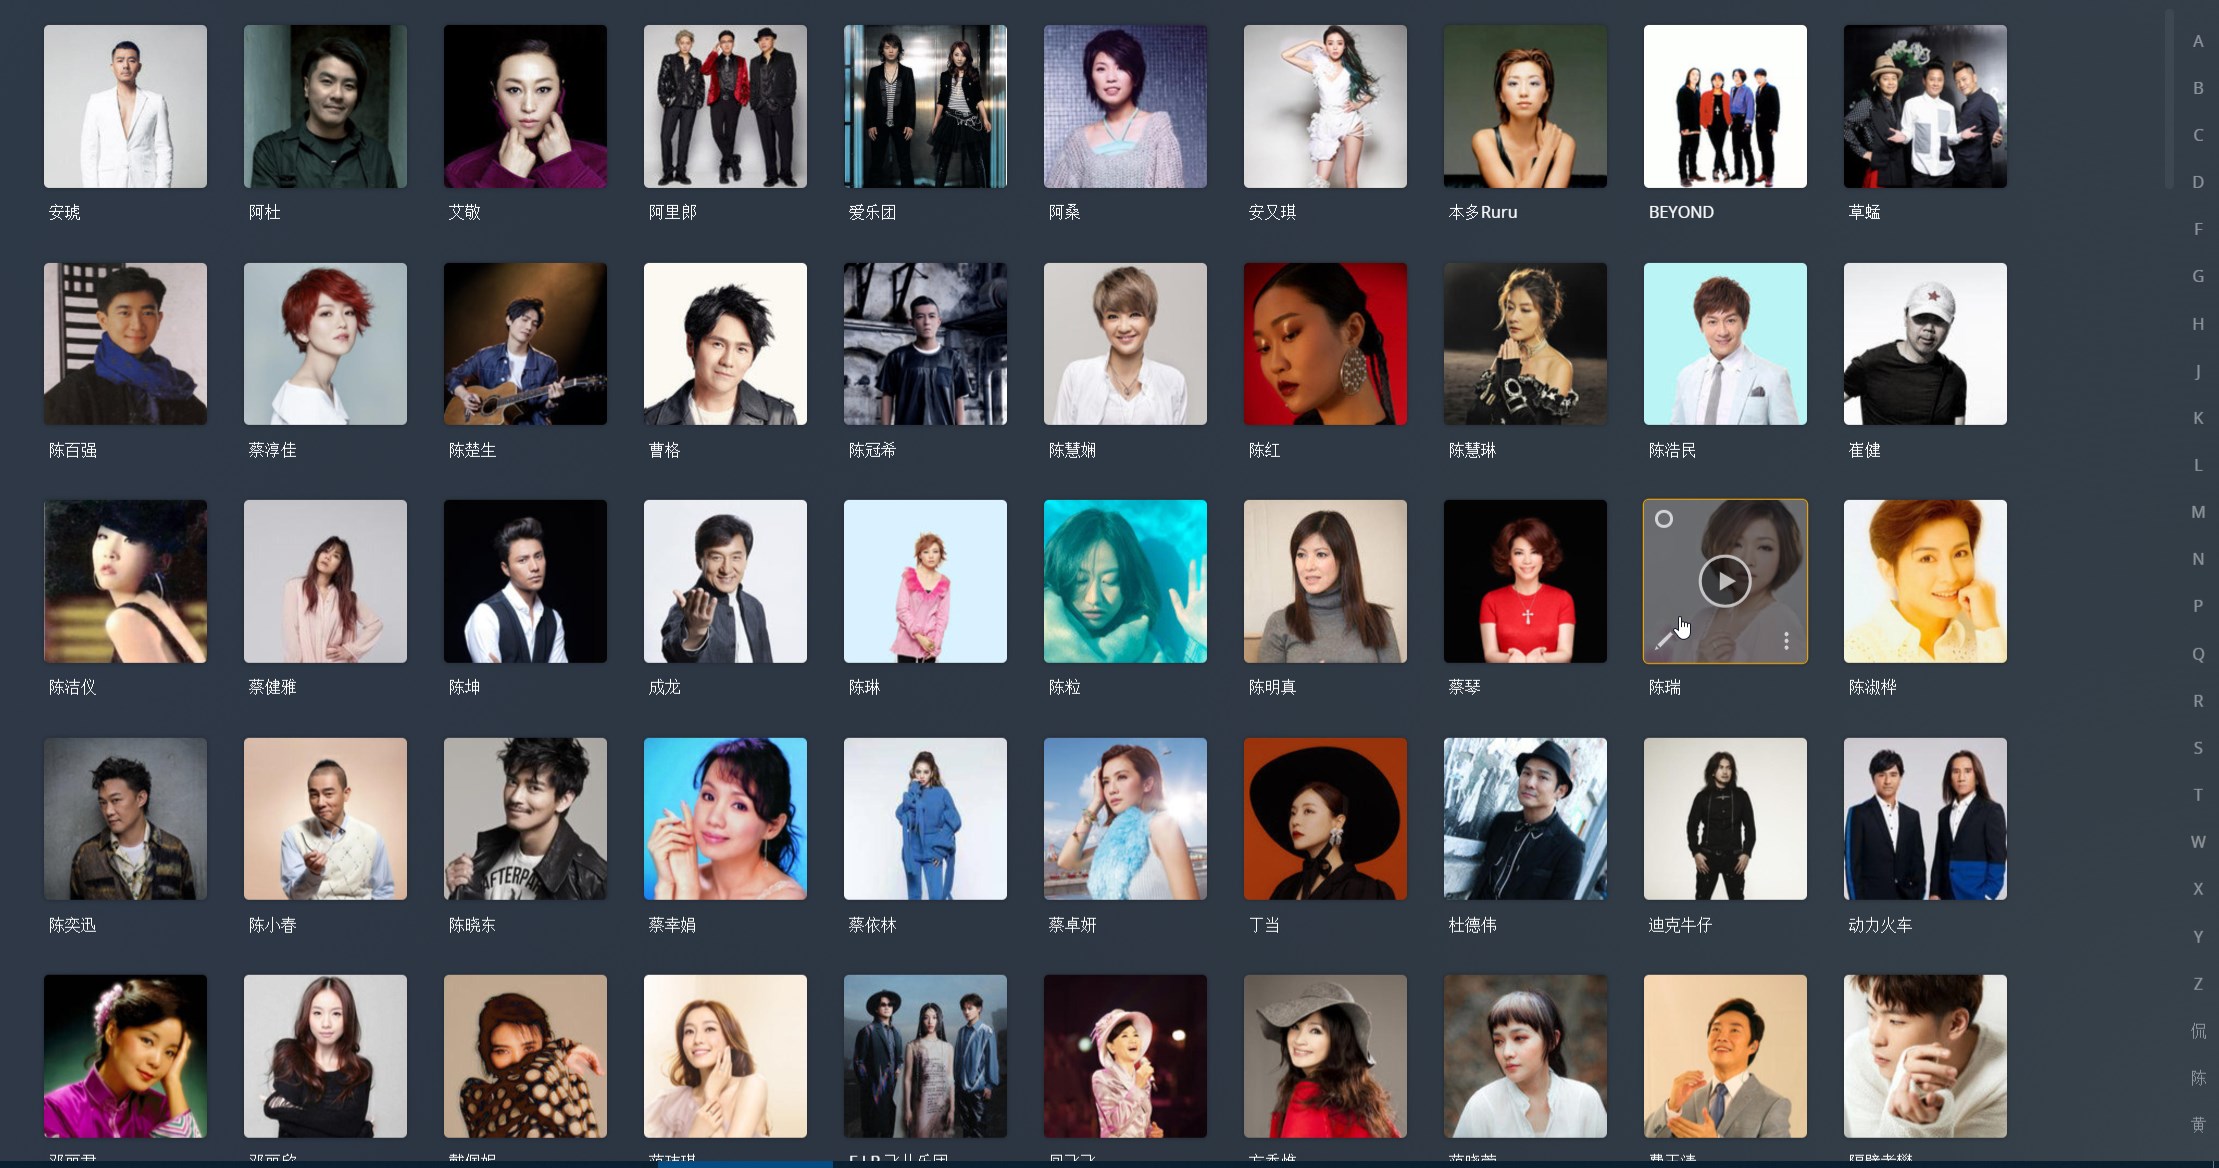 安琥
阿杜
艾敬
阿里郎
爱乐团
阿桑
安又琪
本多Ruru
BEYOND
草蜢
陈百强
蔡淳佳
陈楚生
曹格
陈冠希
陈慧娴
陈红
陈慧琳
陈浩民
崔健
陈洁仪
蔡健雅
陈坤
成龙
陈琳
陈粒
陈明真
蔡琴
陈瑞
陈淑桦
陈奕迅
陈小春
陈晓东
AFTERPA
蔡幸娟
蔡依林
蔡卓妍
丁当
杜德伟
迪克牛仔
动力火车
A
B
C
D
F
G
H
J
K
L
M
N
P
Q
R
S
T
W
X
Y
Z
侃
陈
黄